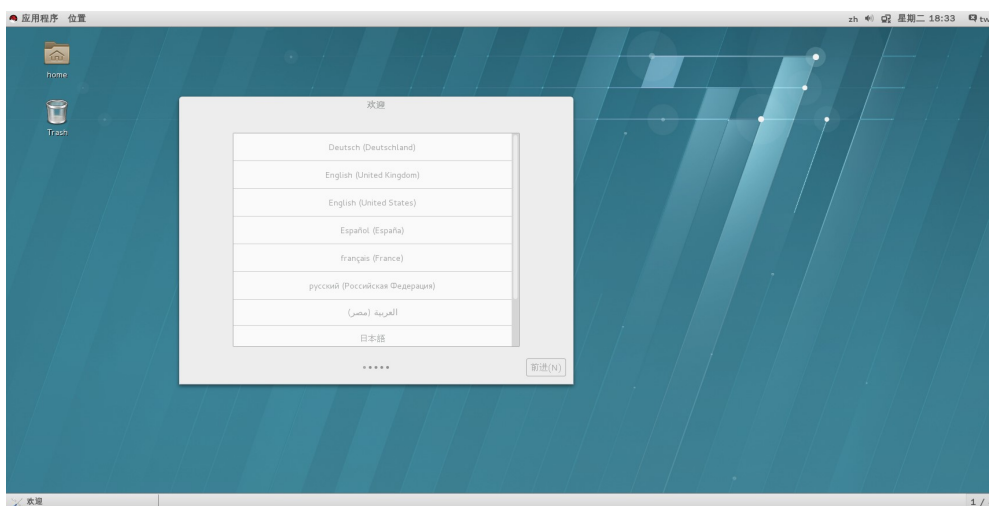 应用程序 位置
zh 星期二 18:33 tw
home
Trash
欢迎
Deutsch (Deutschland)
English (United Kingdom)
English (United States)
Español (España)
français (France)
русский (Российская Федерация)
العربية (مصر)
日本語
前进(N)
欢迎
1 /